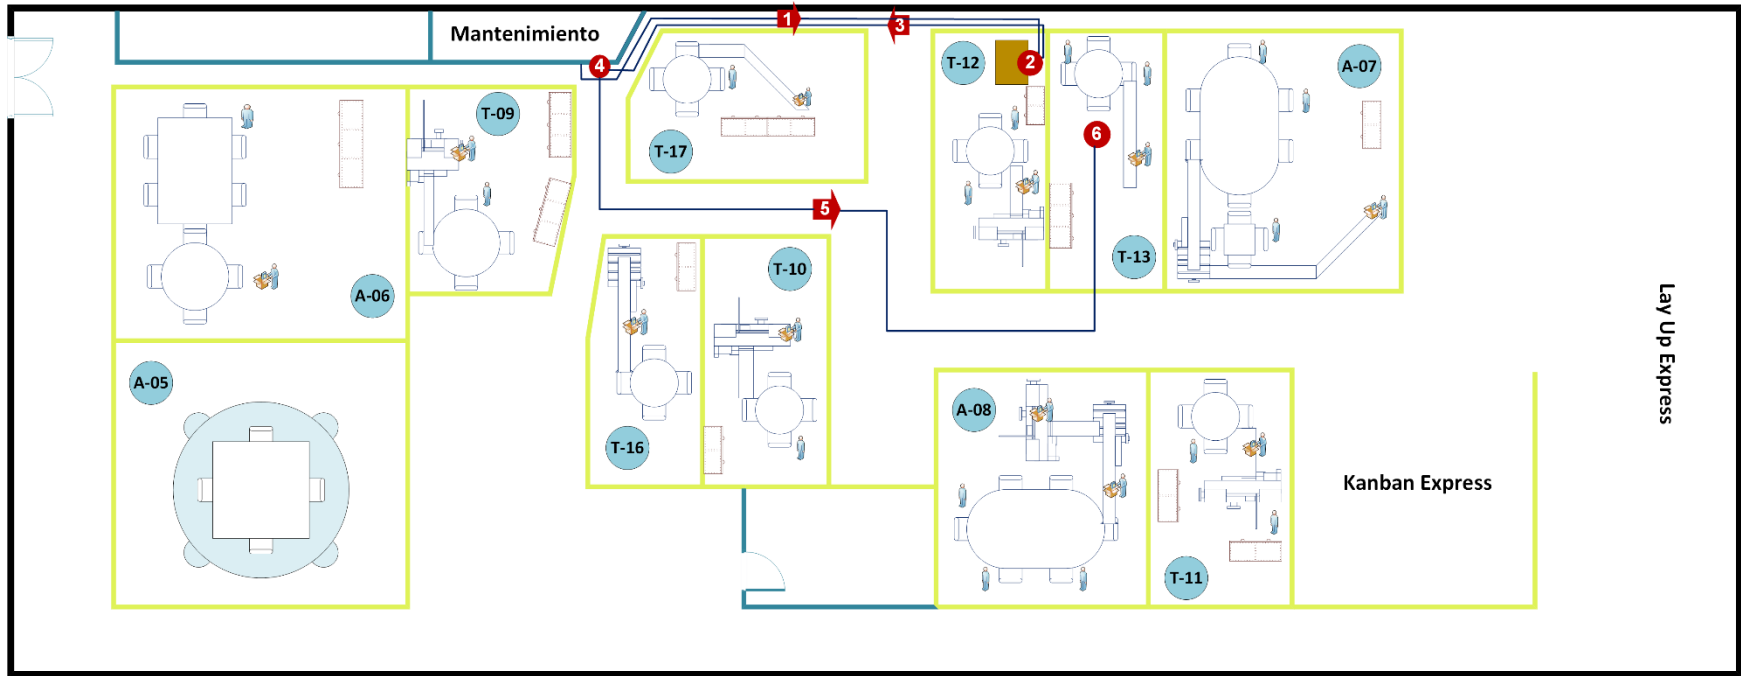 1
3
Mantenimiento
4
T-12
2
A-07
T-09
6
T-17
5
T-13
T-10
A-06
Lay Up Express
A-05
A-08
T-16
Kanban Express
T-11